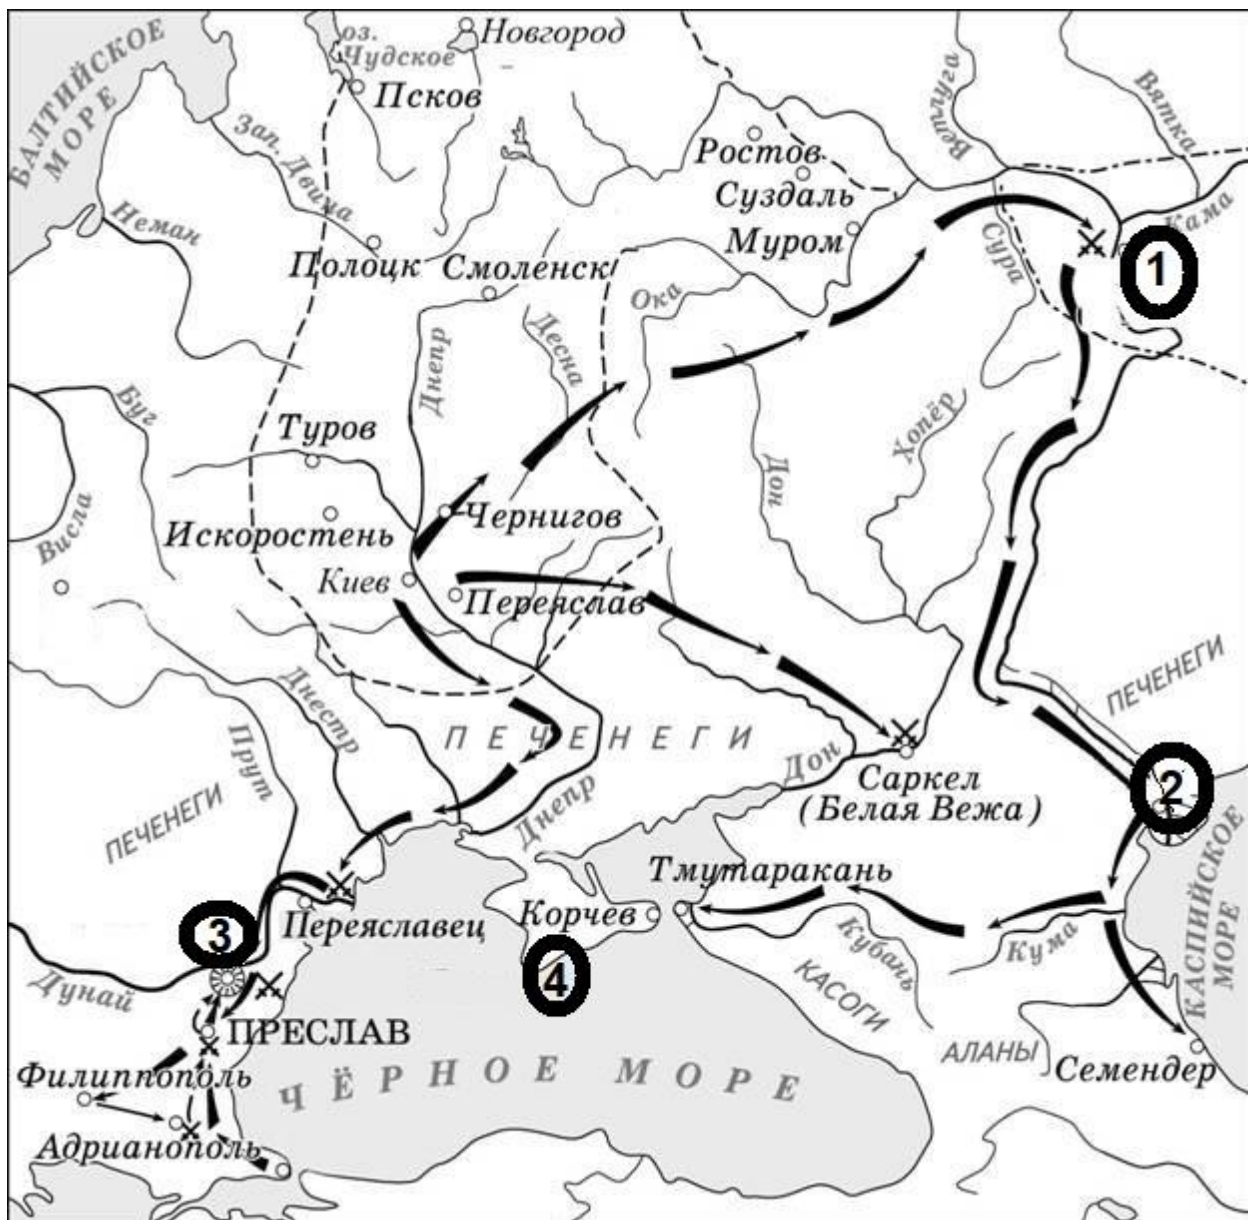 БАЛТИЙСКОЕ
МОРЕ
оз.
Чудское
Новгород
Псков
Зап. Двина
Ветлуга
Вятка
Ростов
Суздаль
Муром
Кама
1
Сура
Неман
Полоцк
Смоленск
Ока
Днепр
Десна
Буг
Туров
Хопёр
Дон
Висла
Искоростень
Чернигов
Киев
Переяслав
ПЕЧЕНЕГИ
Днестр
Прут
ПЕЧЕНЕГИ
ПЕЧЕНЕГИ
Дон
Днепр
Саркел
(Белая Вежа)
2
Тмутаракань
3
Переяславец
Корчев
4
Кубань
Кума
КАСОГИ
АЛАНЫ
КАСПИЙСКОЕ
МОРЕ
Семендер
Дунай
ПРЕСЛАВ
Филиппополь
Адрианополь
ЧЁРНОЕ МОРЕ